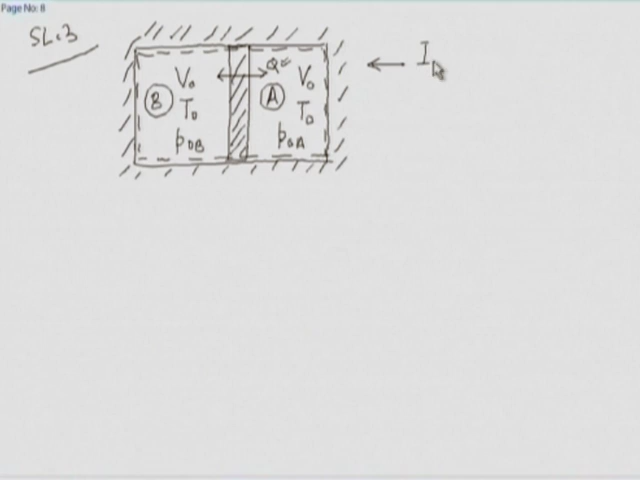 Page No: 8
SL.3
B V₀ T₀ p₀B
Q=
A V₀ T₀ p₀A
← I